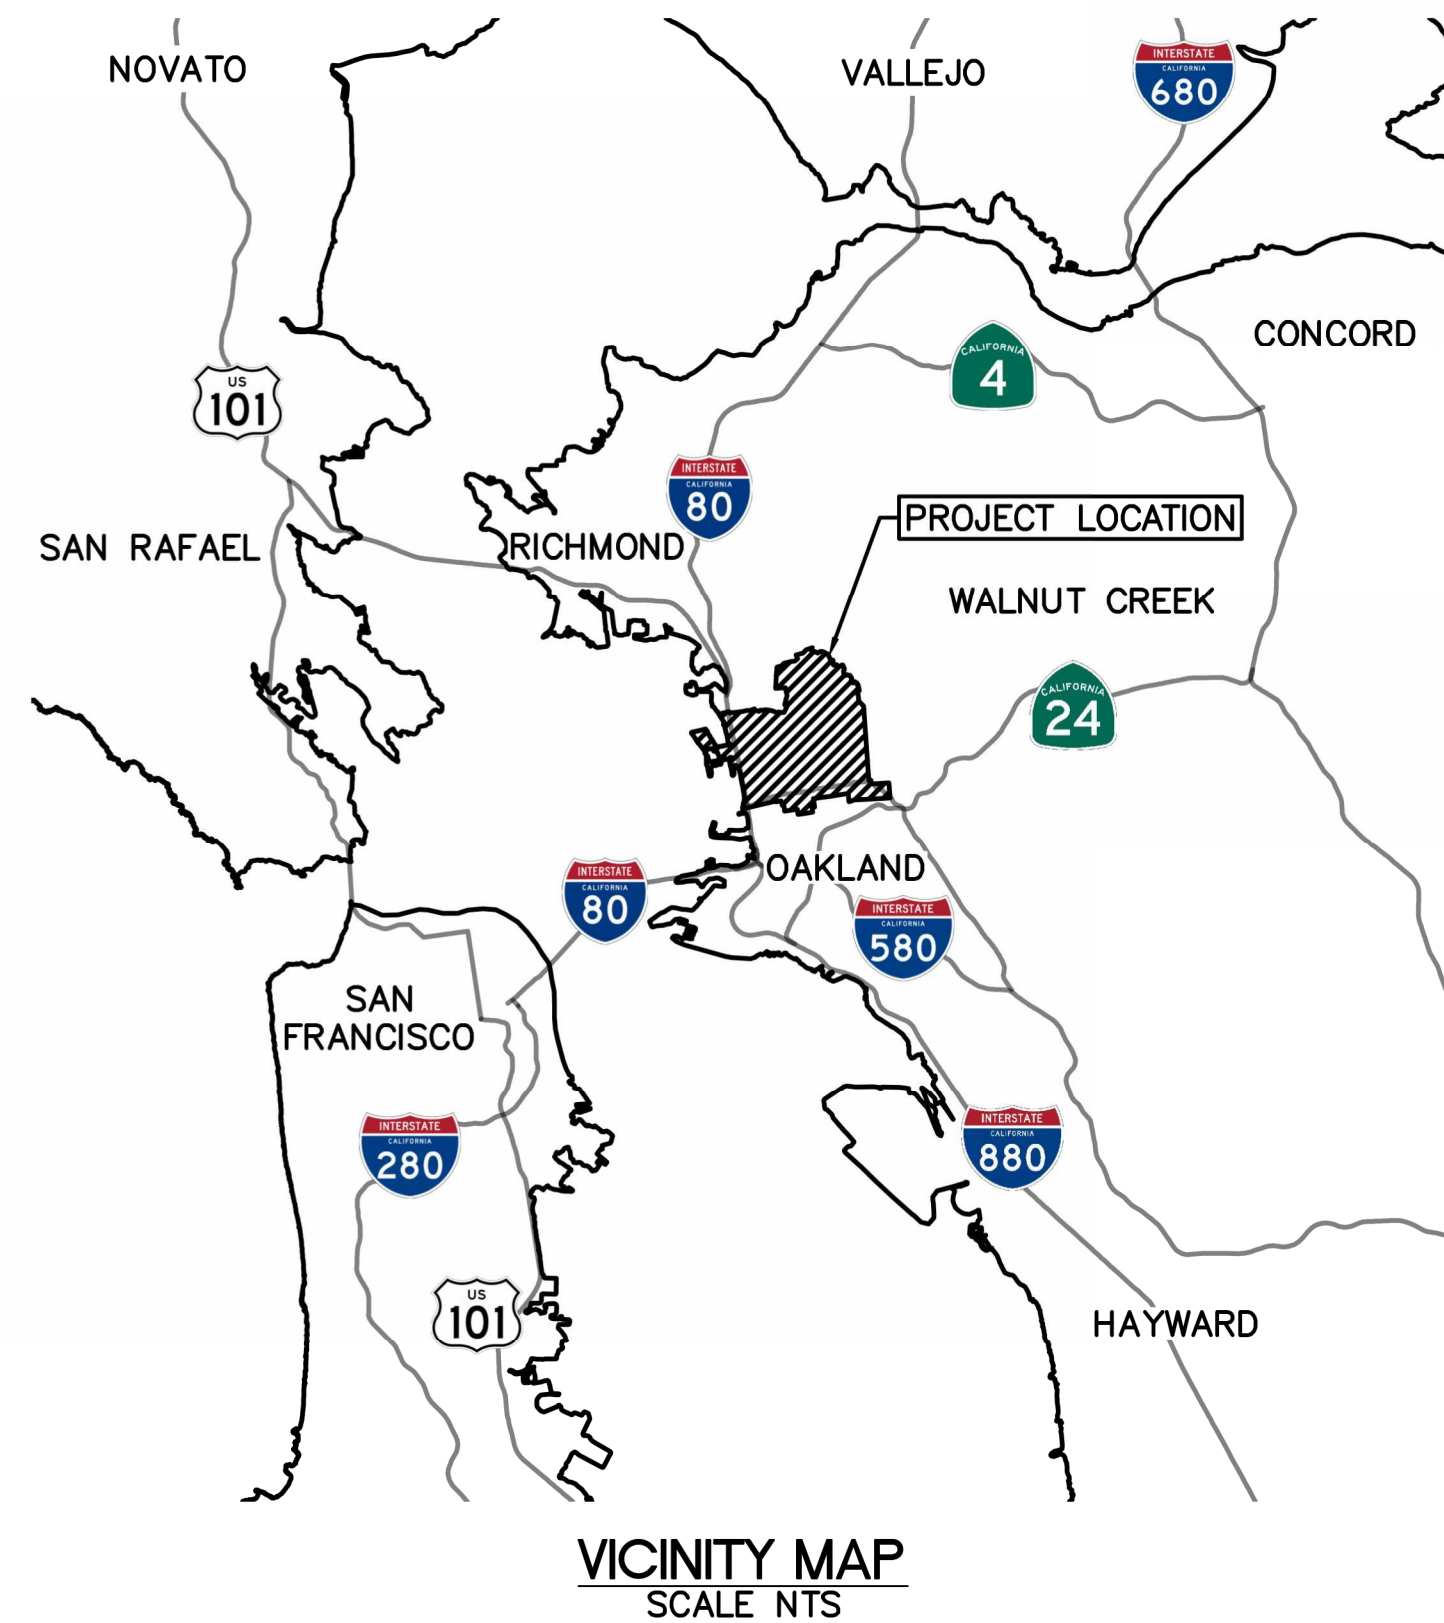 NOVATO
VALLEJO
INTERSTATE
CALIFORNIA
680
CONCORD
CALIFORNIA
4
US
101
INTERSTATE
CALIFORNIA
80
PROJECT LOCATION
SAN RAFAEL
RICHMOND
WALNUT CREEK
CALIFORNIA
24
OAKLAND
INTERSTATE
CALIFORNIA
80
INTERSTATE
CALIFORNIA
580
SAN
FRANCISCO
INTERSTATE
CALIFORNIA
280
INTERSTATE
CALIFORNIA
880
US
101
HAYWARD
VICINITY MAP
SCALE NTS